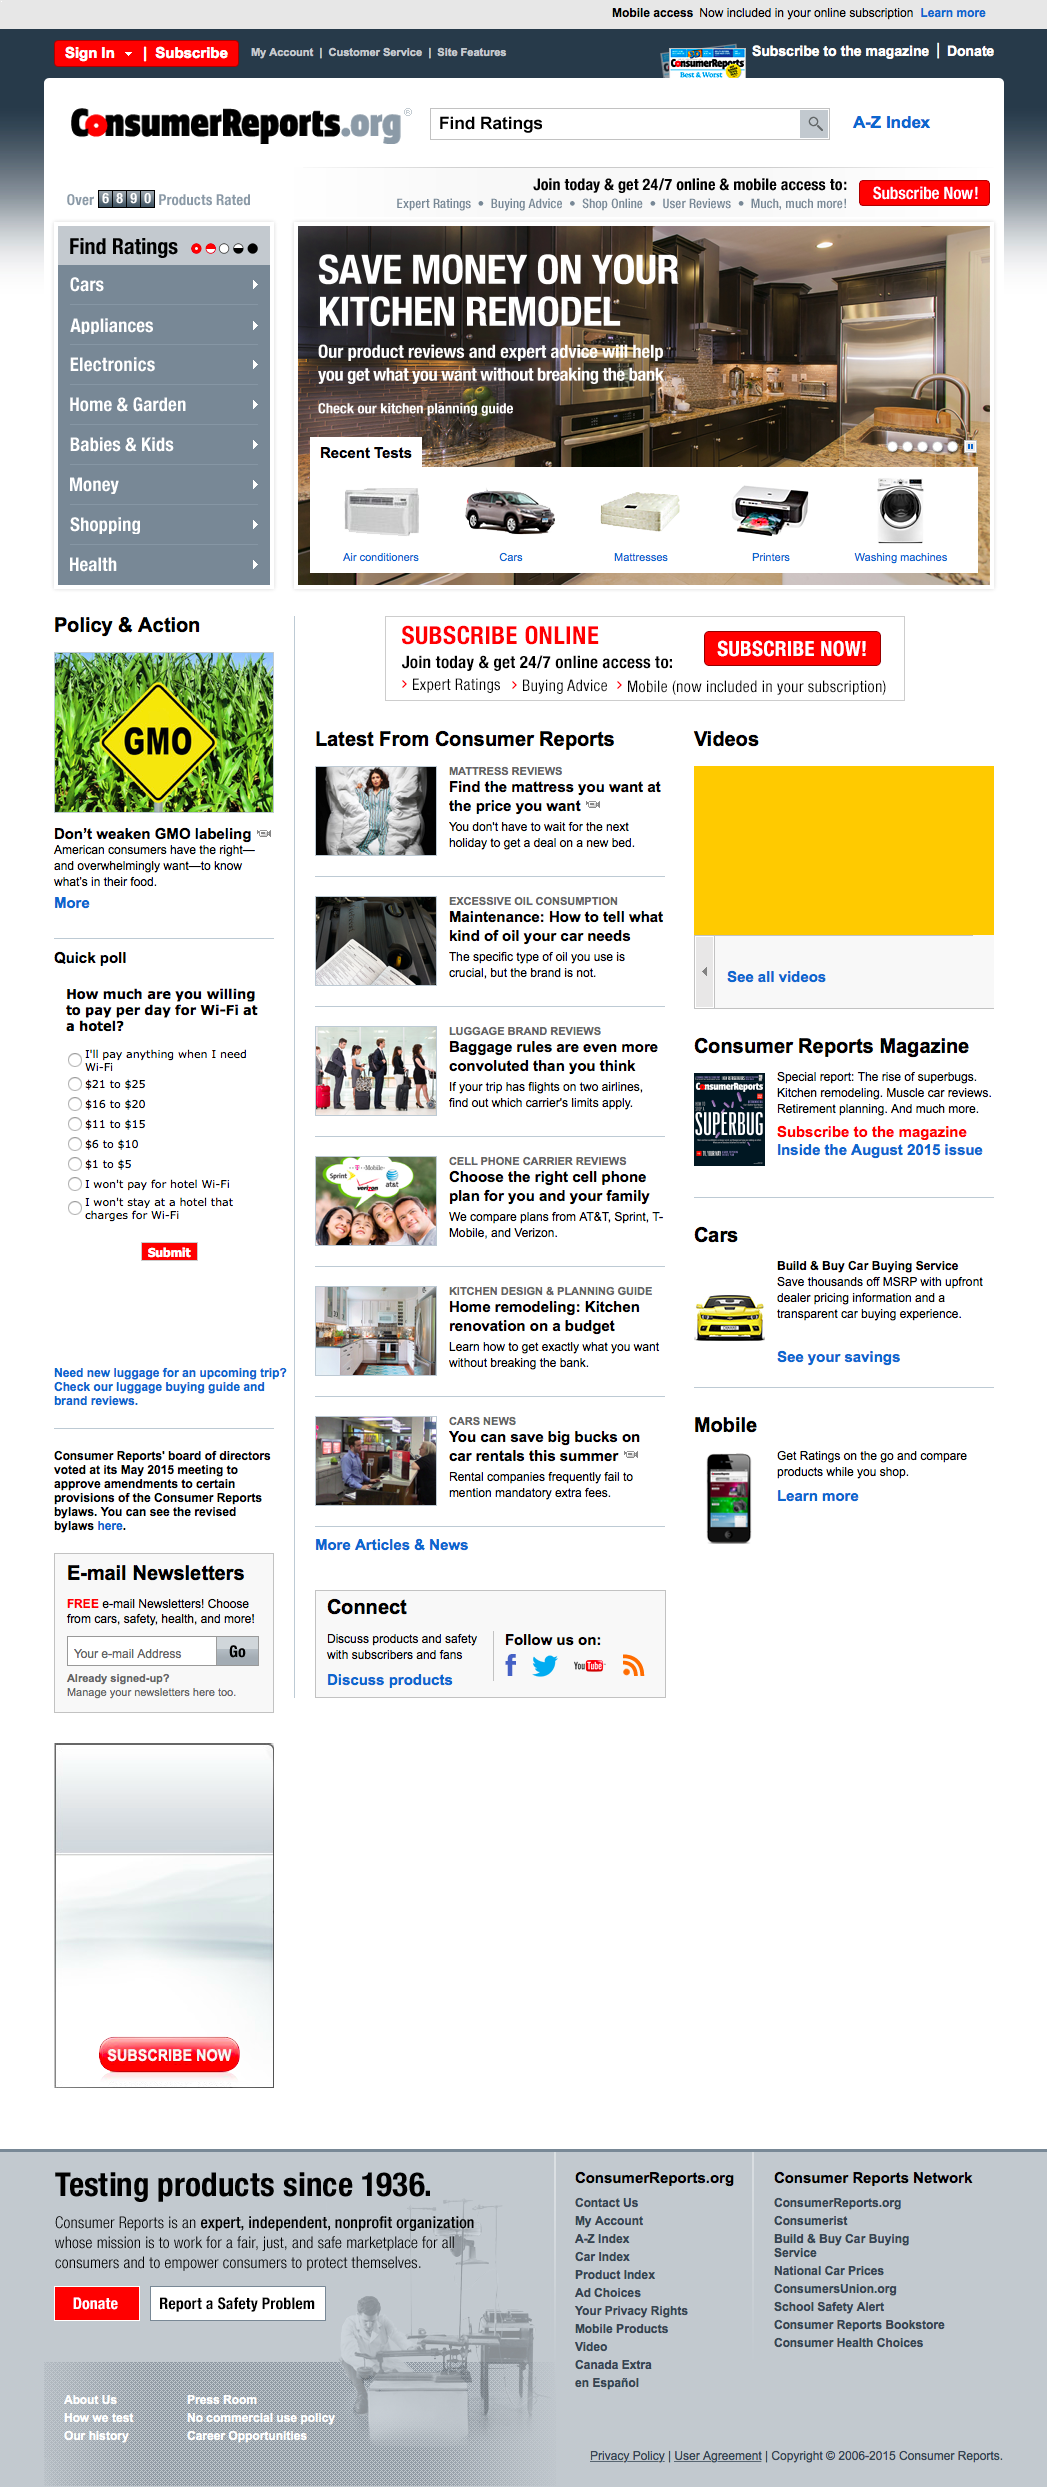 Mobile access Now included in your online subscription Learn more
Sign In | Subscribe My Account | Customer Service | Site Features
Subscribe to the magazine | Donate
ConsumerReports
Best & Worst
ConsumerReports.org
Find Ratings
A-Z Index
Over 6890 Products Rated
Join today & get 24/7 online & mobile access to:
Expert Ratings • Buying Advice • Shop Online • User Reviews • Much, much more!
Subscribe Now!
Find Ratings
Cars
Appliances
Electronics
Home & Garden
Babies & Kids
Money
Shopping
Health
SAVE MONEY ON YOUR
KITCHEN REMODEL
Our product reviews and expert advice will help
you get what you want without breaking the bank
Check our kitchen planning guide
Recent Tests
Air conditioners
Cars
Mattresses
Printers
Washing machines
Policy & Action
GMO
Don't weaken GMO labeling
American consumers have the right—
and overwhelmingly want—to know
what's in their food.
More
Quick poll
How much are you willing
to pay per day for Wi-Fi at
a hotel?
I'll pay anything when I need
Wi-Fi
$21 to $25
$16 to $20
$11 to $15
$6 to $10
$1 to $5
I won't pay for hotel Wi-Fi
I won't stay at a hotel that
charges for Wi-Fi
Submit
Need new luggage for an upcoming trip?
Check our luggage buying guide and
brand reviews.
Consumer Reports' board of directors
voted at its May 2015 meeting to
approve amendments to certain
provisions of the Consumer Reports
bylaws. You can see the revised
bylaws here.
E-mail Newsletters
FREE e-mail Newsletters! Choose
from cars, safety, health, and more!
Your e-mail Address
Go
Already signed-up?
Manage your newsletters here too.
SUBSCRIBE NOW
SUBSCRIBE ONLINE
Join today & get 24/7 online access to:
Expert Ratings Buying Advice Mobile (now included in your subscription)
SUBSCRIBE NOW!
Latest From Consumer Reports
MATTRESS REVIEWS
Find the mattress you want at
the price you want
You don't have to wait for the next
holiday to get a deal on a new bed.
EXCESSIVE OIL CONSUMPTION
Maintenance: How to tell what
kind of oil your car needs
The specific type of oil you use is
crucial, but the brand is not.
LUGGAGE BRAND REVIEWS
Baggage rules are even more
convoluted than you think
If your trip has flights on two airlines,
find out which carrier's limits apply.
T-Mobile
Sprint
verizon
at&t
CELL PHONE CARRIER REVIEWS
Choose the right cell phone
plan for you and your family
We compare plans from AT&T, Sprint, T-
Mobile, and Verizon.
KITCHEN DESIGN & PLANNING GUIDE
Home remodeling: Kitchen
renovation on a budget
Learn how to get exactly what you want
without breaking the bank.
CARS NEWS
You can save big bucks on
car rentals this summer
Rental companies frequently fail to
mention mandatory extra fees.
More Articles & News
Connect
Discuss products and safety
with subscribers and fans
Discuss products
Follow us on:
YouTube
Videos
See all videos
Consumer Reports Magazine
ConsumerReports
SUPERBUG
Special report: The rise of superbugs.
Kitchen remodeling. Muscle car reviews.
Retirement planning. And much more.
Subscribe to the magazine
Inside the August 2015 issue
Cars
Build & Buy Car Buying Service
Save thousands off MSRP with upfront
dealer pricing information and a
transparent car buying experience.
See your savings
Mobile
Get Ratings on the go and compare
products while you shop.
Learn more
Testing products since 1936.
Consumer Reports is an expert, independent, nonprofit organization
whose mission is to work for a fair, just, and safe marketplace for all
consumers and to empower consumers to protect themselves.
Donate
Report a Safety Problem
About Us
How we test
Our history
Press Room
No commercial use policy
Career Opportunities
ConsumerReports.org
Contact Us
My Account
A-Z Index
Car Index
Product Index
Ad Choices
Your Privacy Rights
Mobile Products
Video
Canada Extra
en Español
Consumer Reports Network
ConsumerReports.org
Consumerist
Build & Buy Car Buying
Service
National Car Prices
ConsumersUnion.org
School Safety Alert
Consumer Reports Bookstore
Consumer Health Choices
Privacy Policy | User Agreement | Copyright © 2006-2015 Consumer Reports.